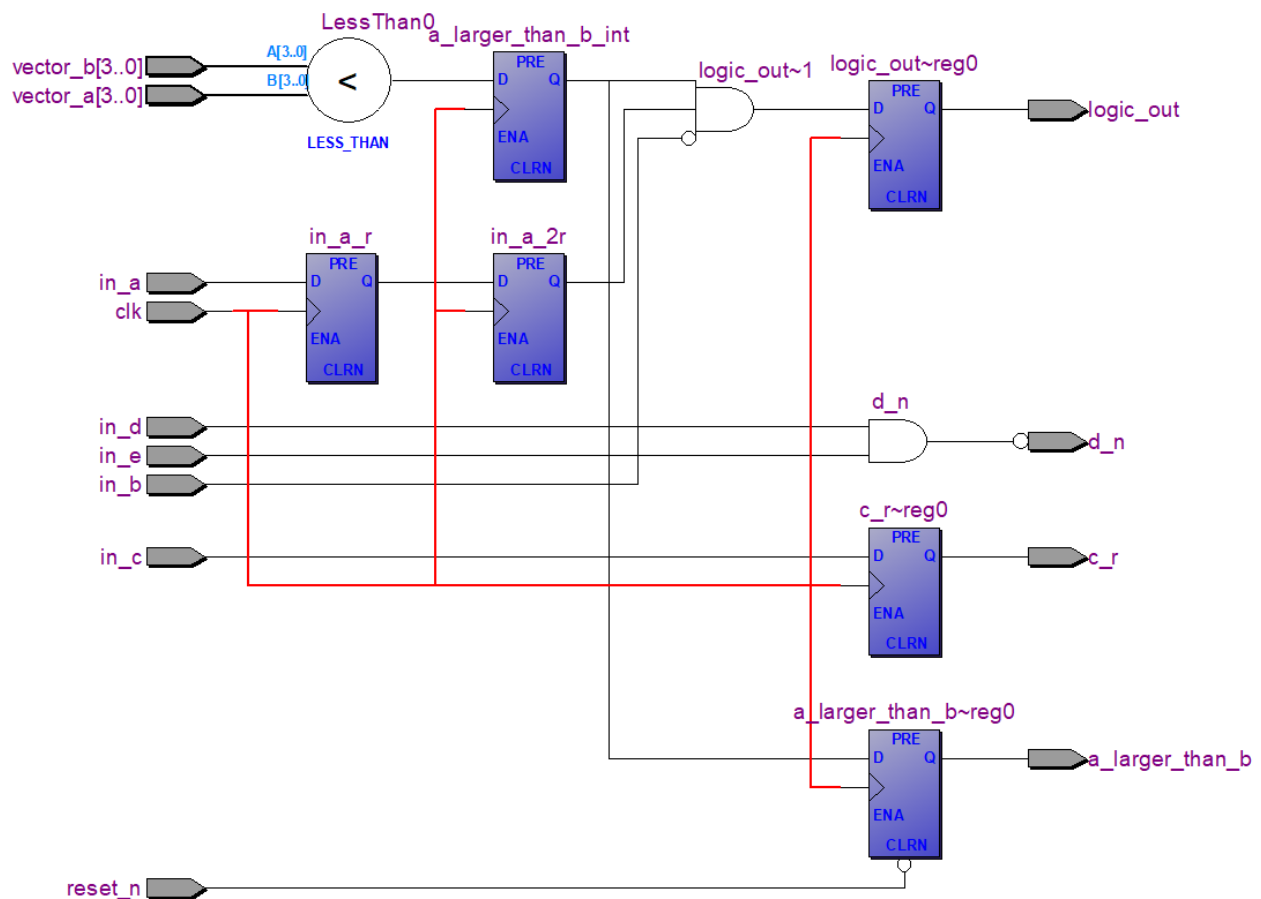 LessThan0
a_larger_than_b_int
vector_b[3..0]
A[3..0]
vector_a[3..0]
B[3..0]
<
LESS_THAN
PRE
D Q
ENA
CLRN
logic_out~1
logic_out~reg0
PRE
D Q
ENA
CLRN
logic_out
in_a_r
in_a_2r
in_a
clk
PRE
D Q
ENA
CLRN
PRE
D Q
ENA
CLRN
in_d
in_e
in_b
d_n
d_n
in_c
c_r~reg0
PRE
D Q
ENA
CLRN
c_r
a_larger_than_b~reg0
PRE
D Q
ENA
CLRN
a_larger_than_b
reset_n